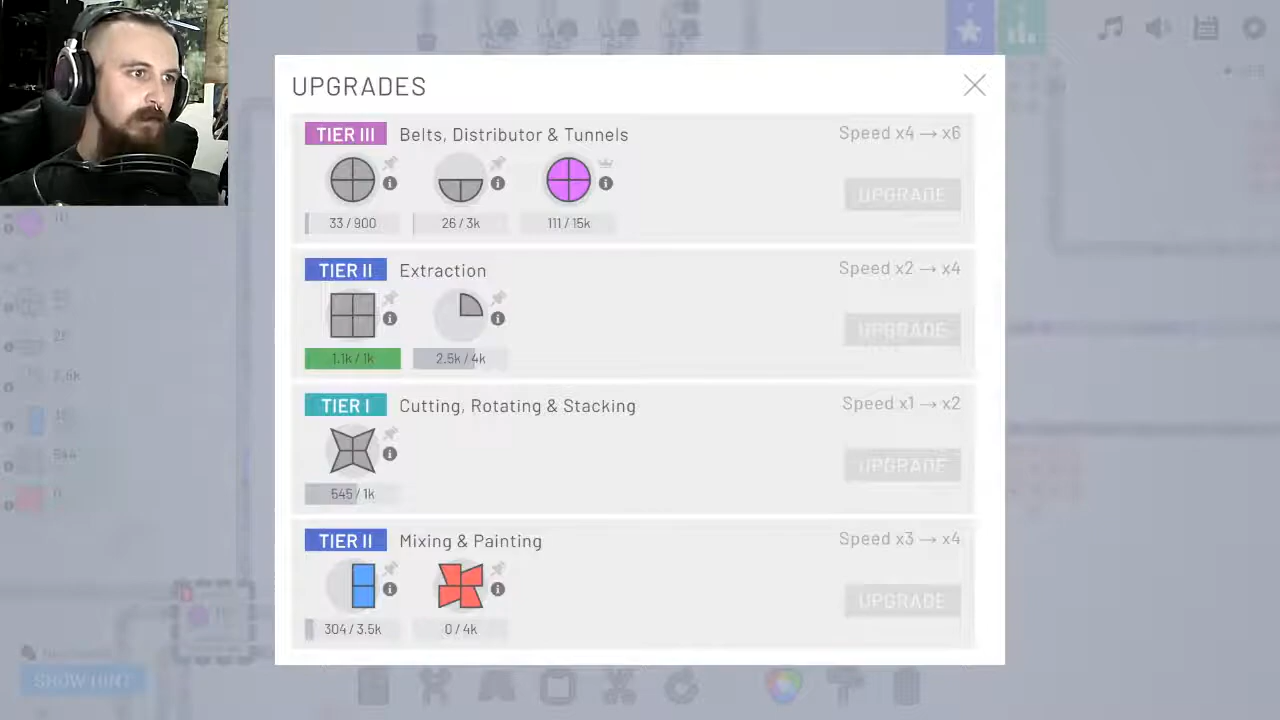 UPGRADES
TIER III Belts, Distributor & Tunnels Speed x4 → x6
33 / 900 26 / 3k 111 / 15k
UPGRADE
TIER II Extraction Speed x2 → x4
1.1k / 1k 2.5k / 4k
UPGRADE
TIER I Cutting, Rotating & Stacking Speed x1 → x2
545 / 1k
UPGRADE
TIER II Mixing & Painting Speed x3 → x4
304 / 3.5k 0 / 4k
UPGRADE
SHOW HINT